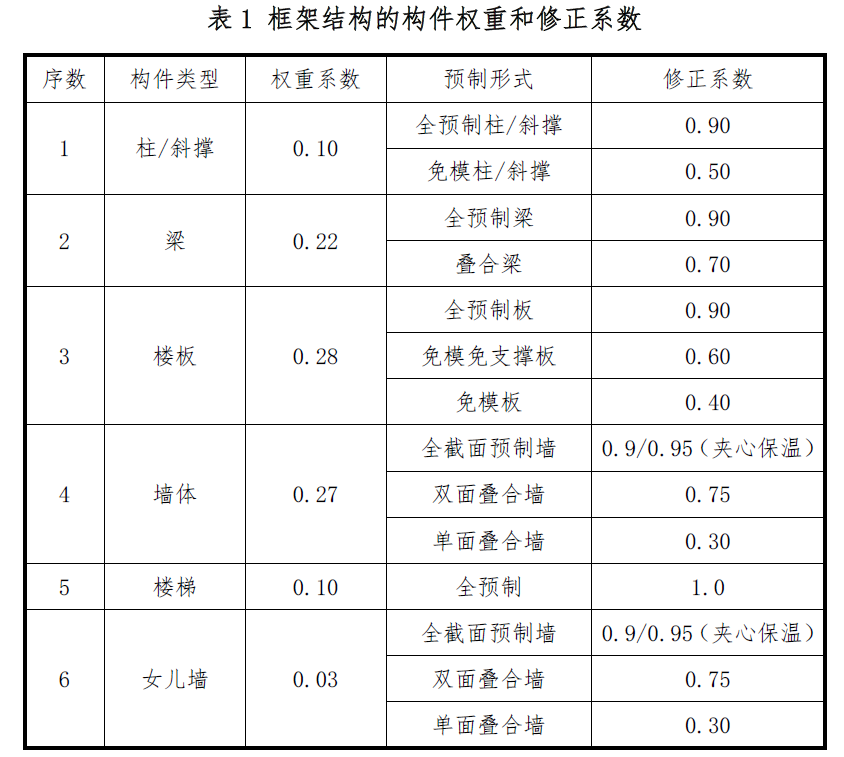 表1 框架结构的构件权重和修正系数
序数 构件类型 权重系数 预制形式 修正系数
1 柱/斜撑 0.10 全预制柱/斜撑 0.90
免模柱/斜撑 0.50
2 梁 0.22 全预制梁 0.90
叠合梁 0.70
3 楼板 0.28 全预制板 0.90
免模免支撑板 0.60
免模板 0.40
4 墙体 0.27 全截面预制墙 0.9/0.95（夹心保温）
双面叠合墙 0.75
单面叠合墙 0.30
5 楼梯 0.10 全预制 1.0
6 女儿墙 0.03 全截面预制墙 0.9/0.95（夹心保温）
双面叠合墙 0.75
单面叠合墙 0.30